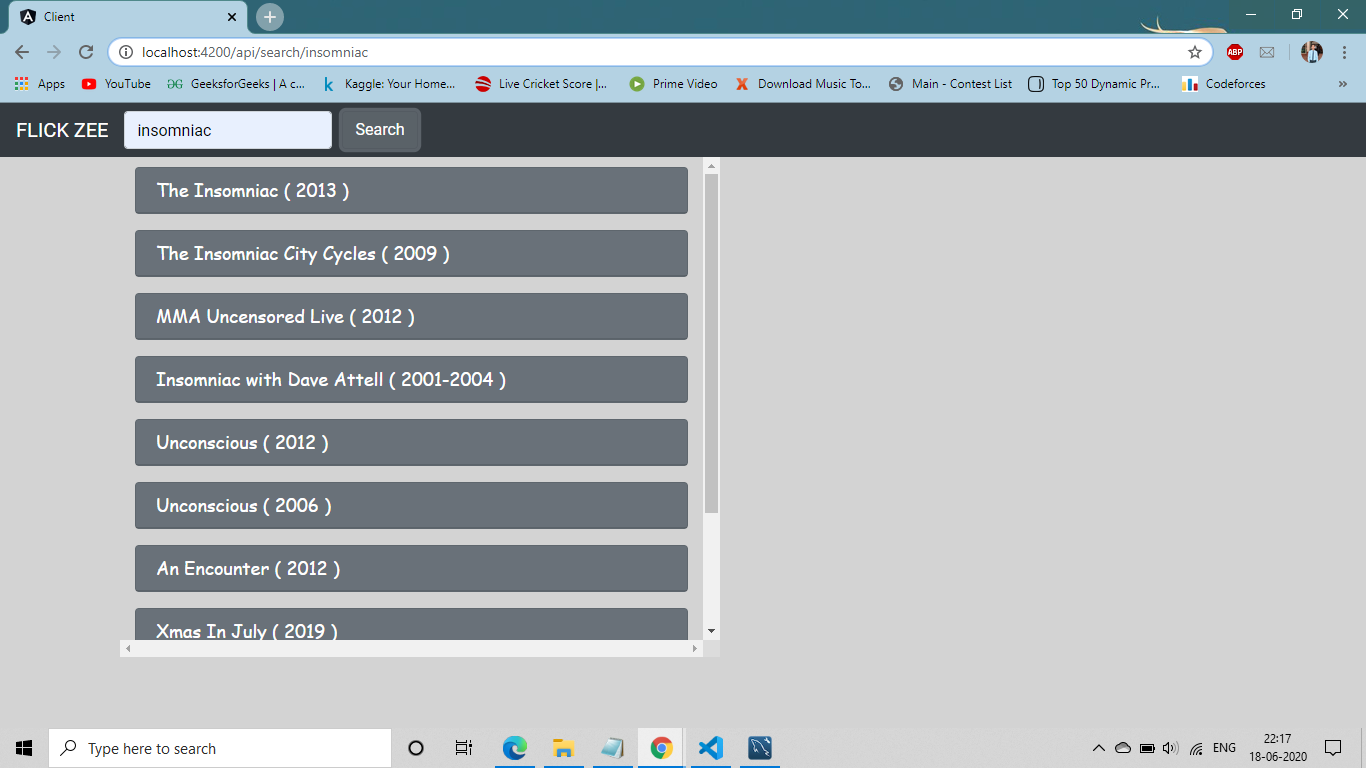 Client
localhost:4200/api/search/insomniac
ABP
Apps
YouTube
GeeksforGeeks | A c...
Kaggle: Your Home...
Live Cricket Score |...
Prime Video
Download Music To...
Main - Contest List
Top 50 Dynamic Pr...
Codeforces
»
FLICK ZEE
insomniac
Search
The Insomniac ( 2013 )
The Insomniac City Cycles ( 2009 )
MMA Uncensored Live ( 2012 )
Insomniac with Dave Attell ( 2001-2004 )
Unconscious ( 2012 )
Unconscious ( 2006 )
An Encounter ( 2012 )
Xmas In July ( 2019 )
Type here to search
ENG
22:17
18-06-2020